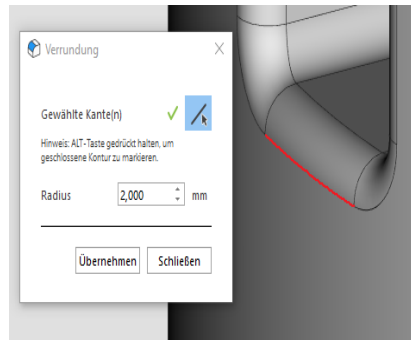 Verrundung
Gewählte Kante(n)
Hinweis: ALT-Taste gedrückt halten, um
geschlossene Kontur zu markieren.
Radius 2,000 mm
Übernehmen Schließen